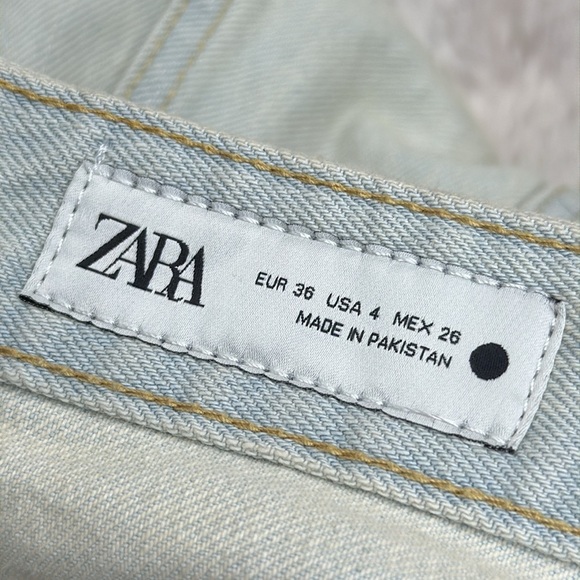 ZARA
EUR 36 USA 4 MEX 26
MADE IN PAKISTAN